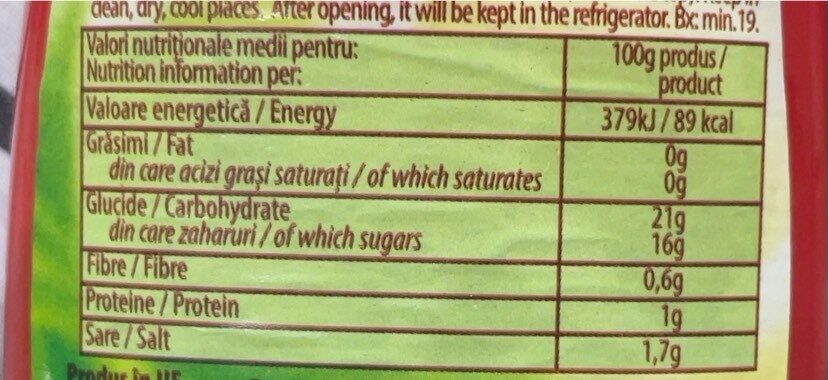 clean, dry, cool places. After opening, it will be kept in the refrigerator. Bx: min.19.
Valori nutriționale medii pentru:
Nutrition information per:
100g produs /
product
Valoare energetică / Energy
379kJ / 89 kcal
Grăsimi / Fat
0g
din care acizi grași saturați / of which saturates
0g
Glucide / Carbohydrate
21g
din care zaharuri / of which sugars
16g
Fibre / Fibre
0,6g
Proteine / Protein
1g
Sare / Salt
1,7g
Produs în UE